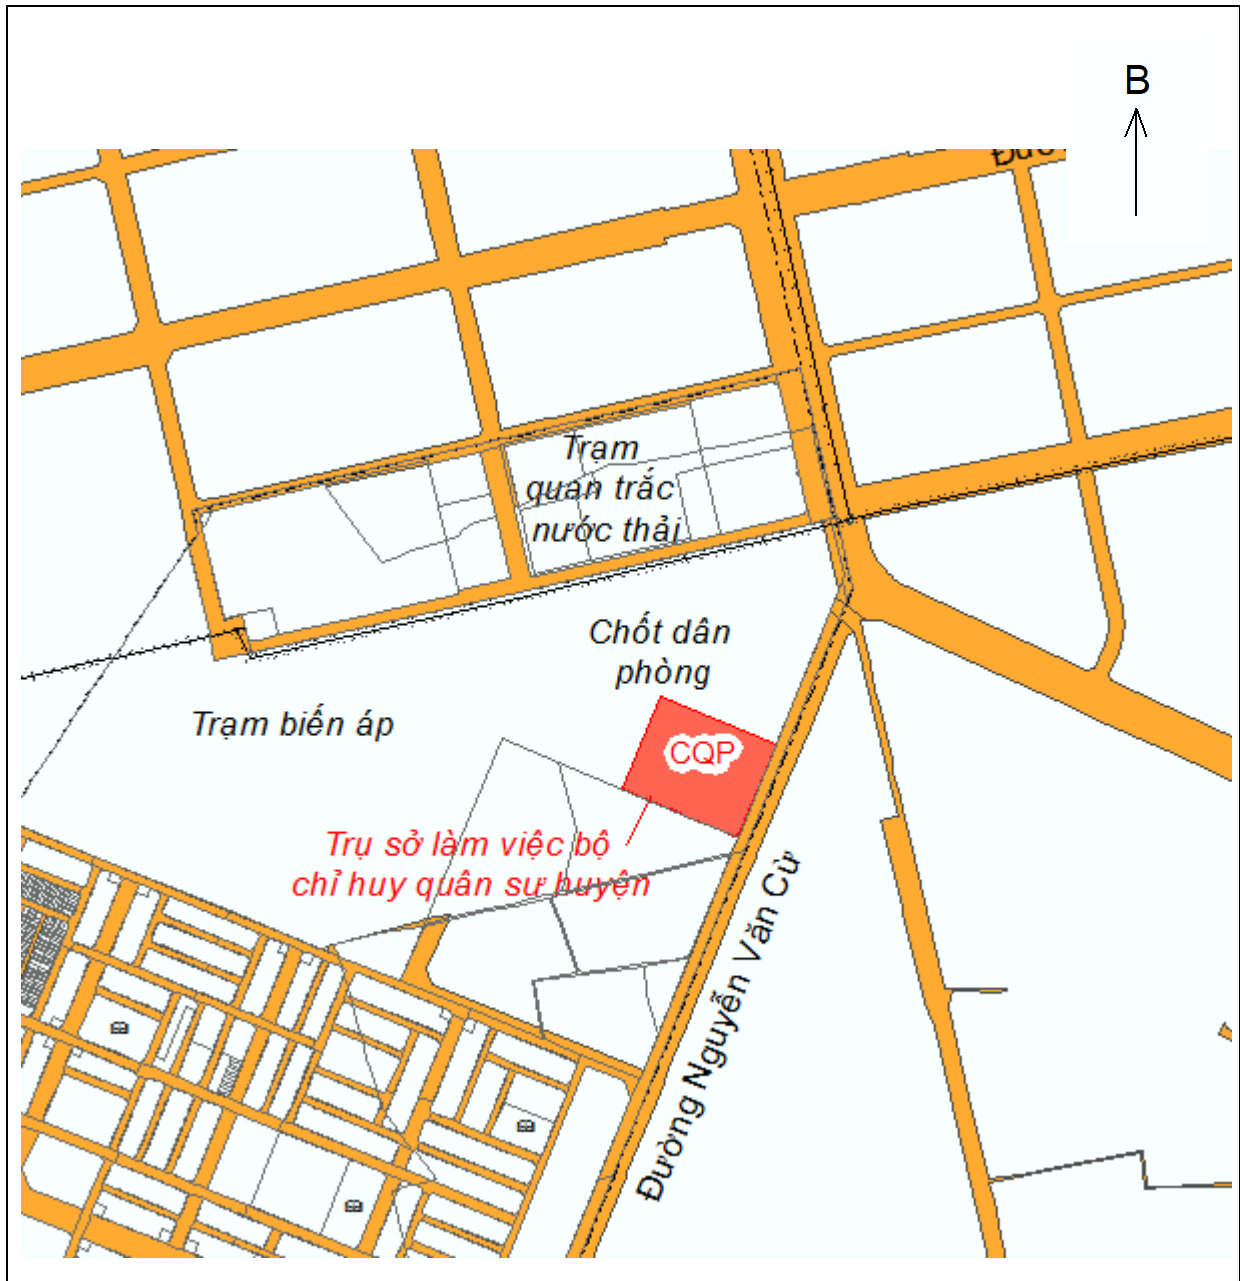 B
Trạm
quan trắc
nước thải
Chốt dân
phòng
Trạm biến áp
CQP
Trụ sở làm việc bộ
chỉ huy quân sự huyện
Đường Nguyễn Văn Cừ